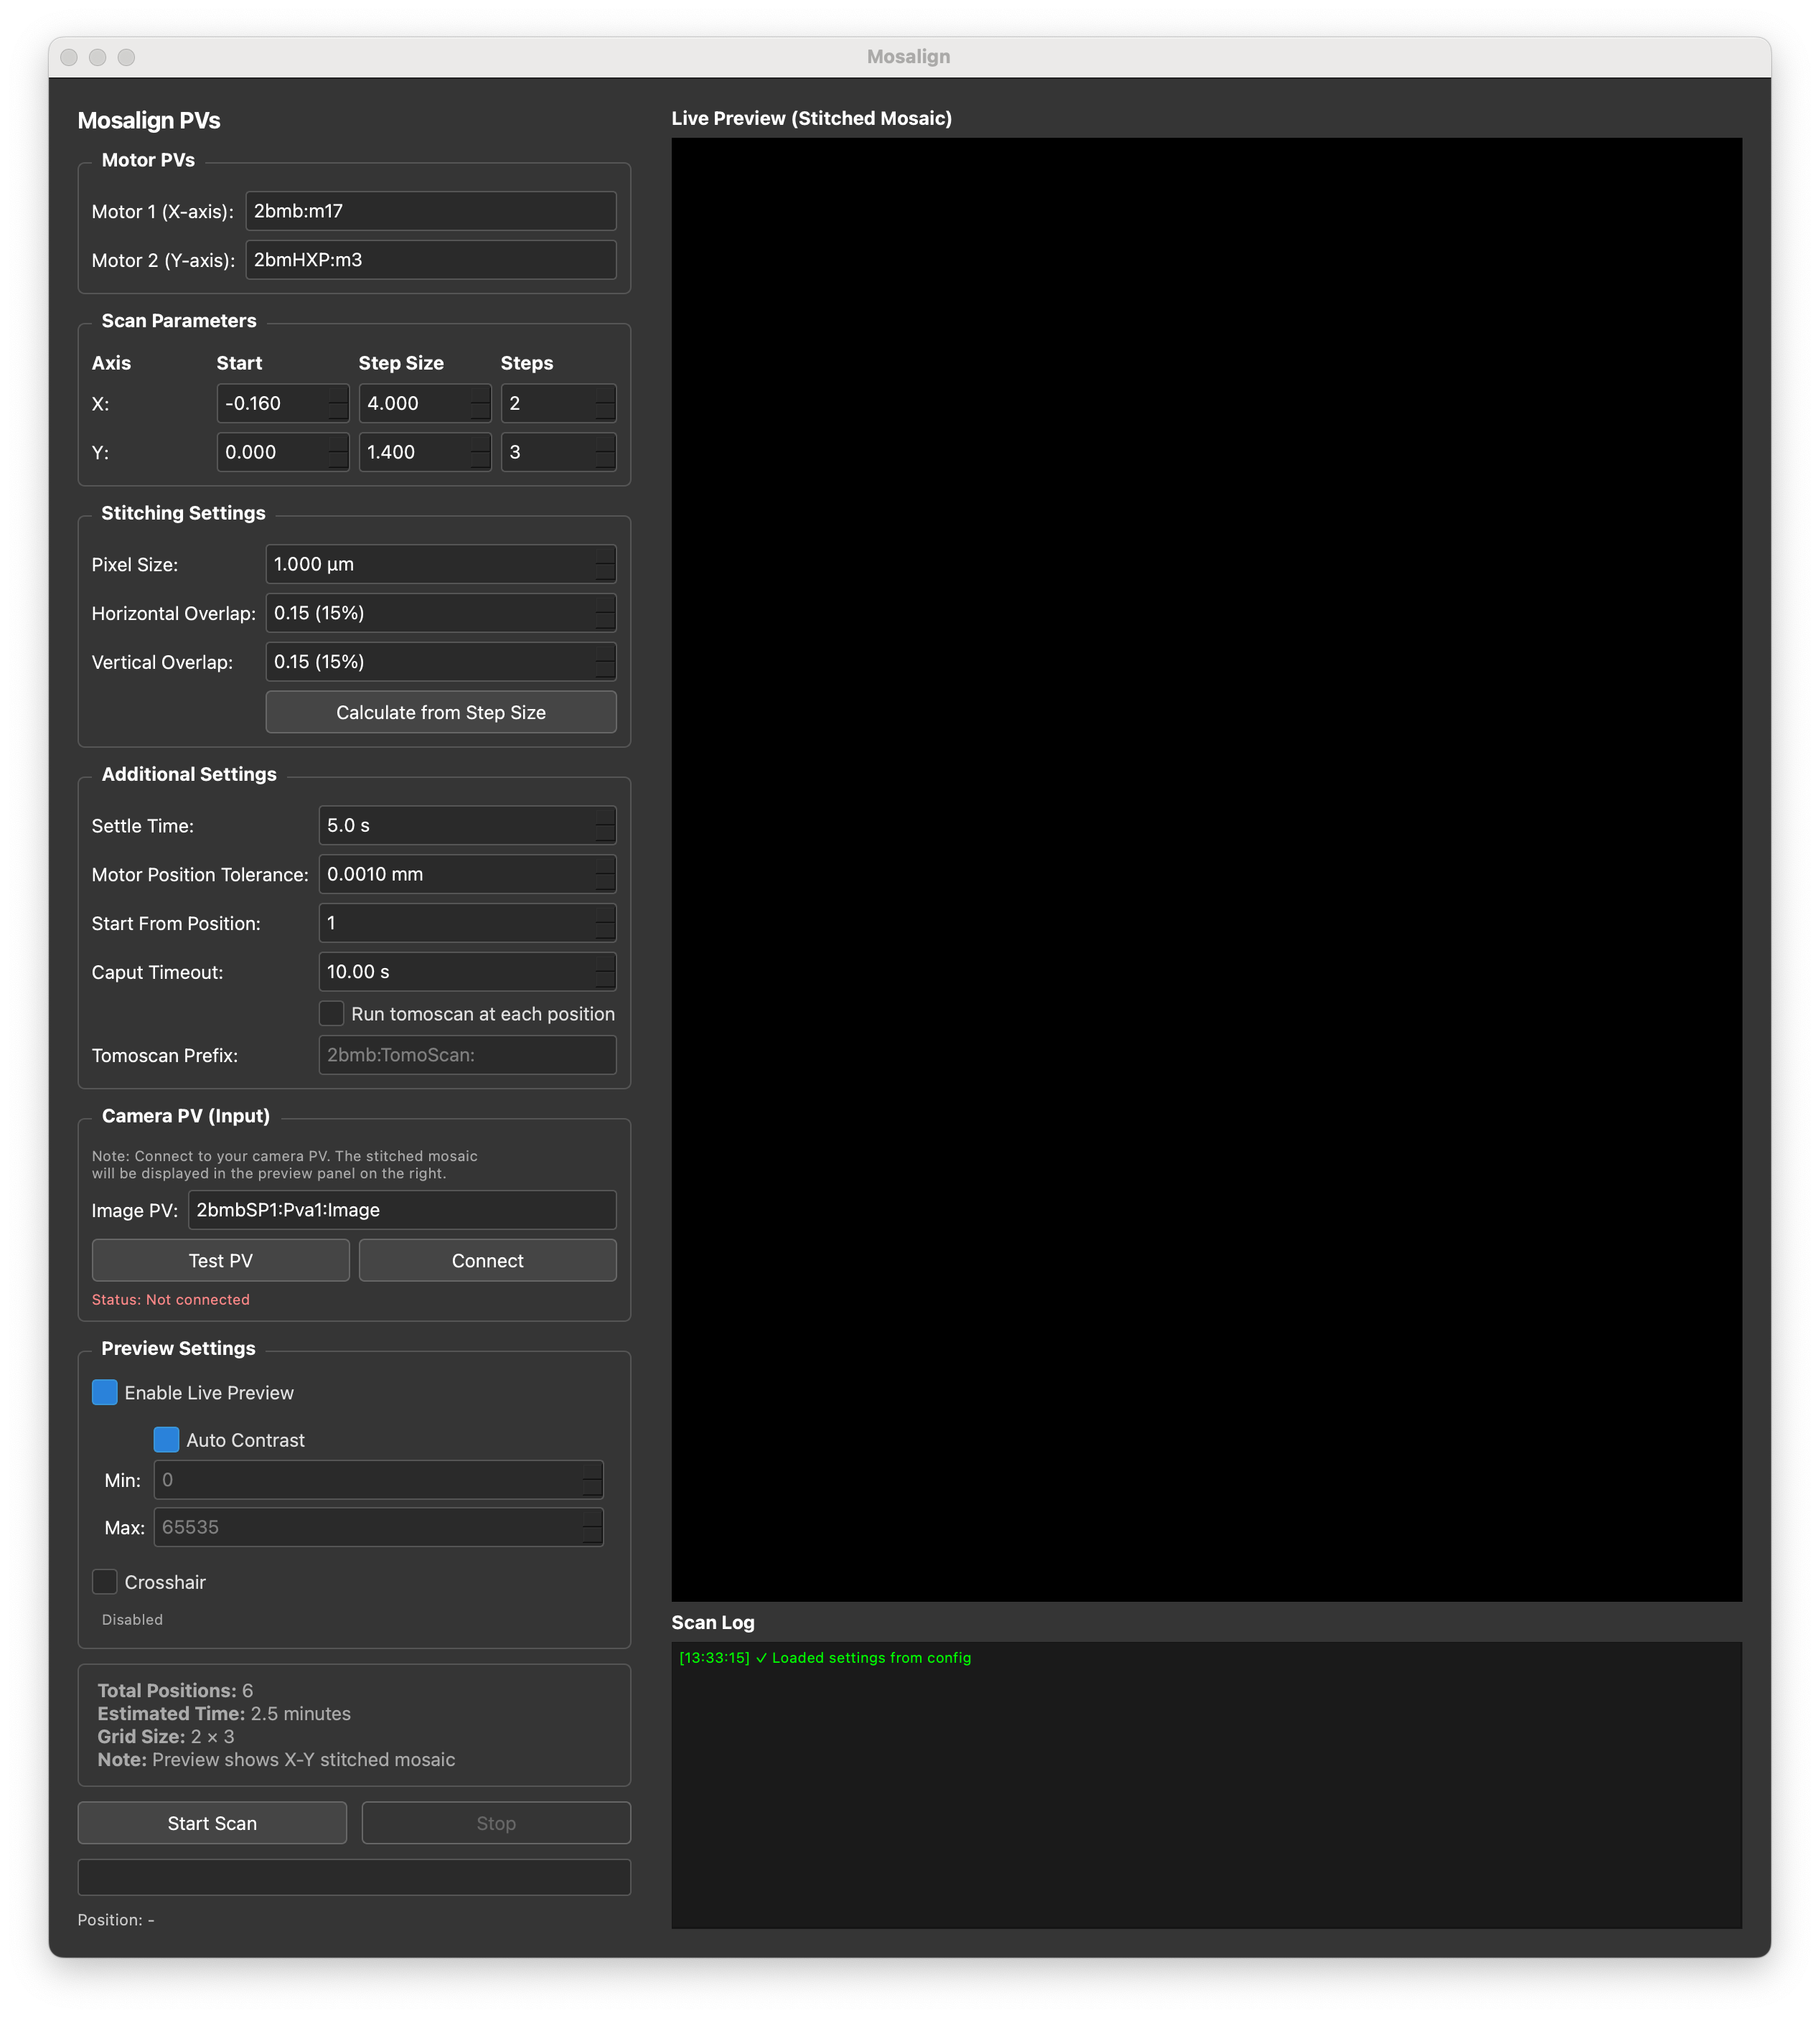 Mosalign
Mosalign PVs
Motor PVs
Motor 1 (X-axis): 2bmb:m17
Motor 2 (Y-axis): 2bmHXP:m3
Scan Parameters
Axis Start Step Size Steps
X: -0.160 4.000 2
Y: 0.000 1.400 3
Stitching Settings
Pixel Size: 1.000 µm
Horizontal Overlap: 0.15 (15%)
Vertical Overlap: 0.15 (15%)
Calculate from Step Size
Additional Settings
Settle Time: 5.0 s
Motor Position Tolerance: 0.0010 mm
Start From Position: 1
Caput Timeout: 10.00 s
Run tomoscan at each position
Tomoscan Prefix: 2bmb:TomoScan:
Camera PV (Input)
Note: Connect to your camera PV. The stitched mosaic
will be displayed in the preview panel on the right.
Image PV: 2bmbSP1:Pva1:Image
Test PV Connect
Status: Not connected
Preview Settings
Enable Live Preview
Auto Contrast
Min: 0
Max: 65535
Crosshair
Disabled
Total Positions: 6
Estimated Time: 2.5 minutes
Grid Size: 2 × 3
Note: Preview shows X-Y stitched mosaic
Start Scan Stop
Position: -
Live Preview (Stitched Mosaic)
Scan Log
[13:33:15] ✓ Loaded settings from config